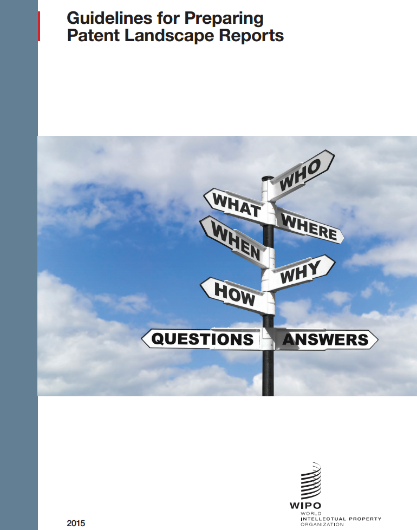 Guidelines for Preparing
Patent Landscape Reports
WHO
WHAT
WHERE
WHEN
WHY
HOW
QUESTIONS
ANSWERS
2015
WIPO
WORLD
INTELLECTUAL PROPERTY
ORGANIZATION